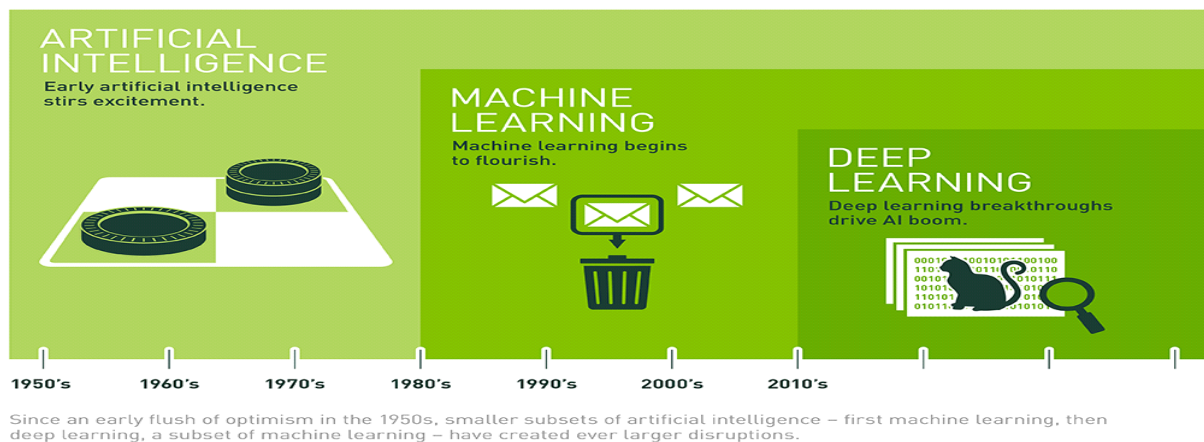 ARTIFICIAL
INTELLIGENCE
Early artificial intelligence
stirs excitement.
MACHINE
LEARNING
Machine learning begins
to flourish.
DEEP
LEARNING
Deep learning breakthroughs
drive AI boom.
1950's 1960's 1970's 1980's 1990's 2000's 2010's
Since an early flush of optimism in the 1950s, smaller subsets of artificial intelligence – first machine learning, then
deep learning, a subset of machine learning – have created ever larger disruptions.